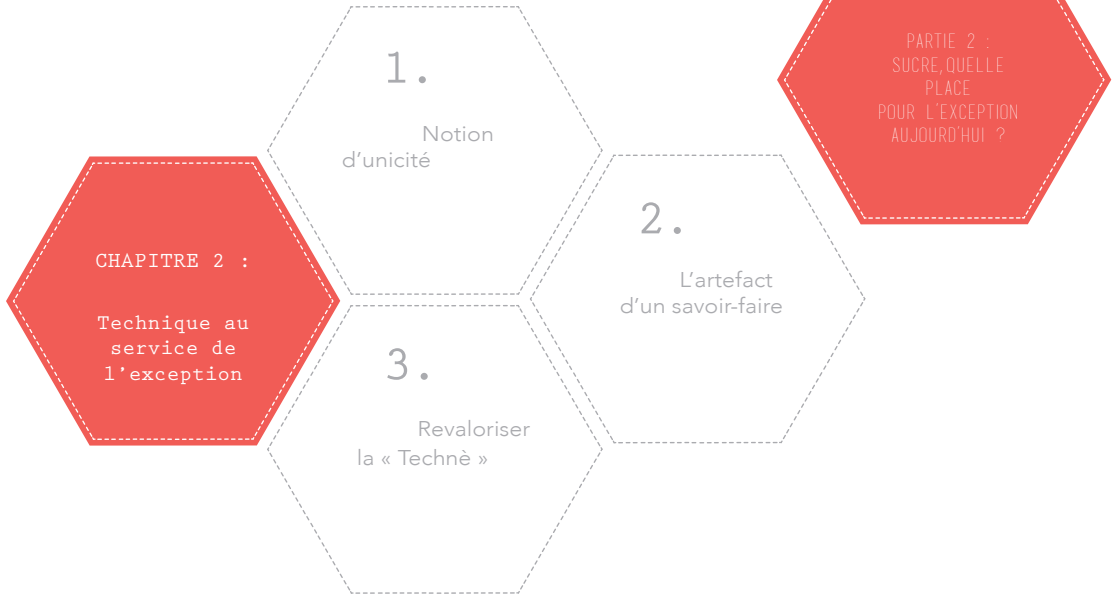 PARTIE 2 :
SUCRE,QUELLE
PLACE
POUR L'EXCEPTION
AUJOURD'HUI ?
CHAPITRE 2 :
Technique au
service de
l'exception
1.
Notion
d'unicité
2.
L'artefact
d'un savoir-faire
3.
Revaloriser
la « Technè »